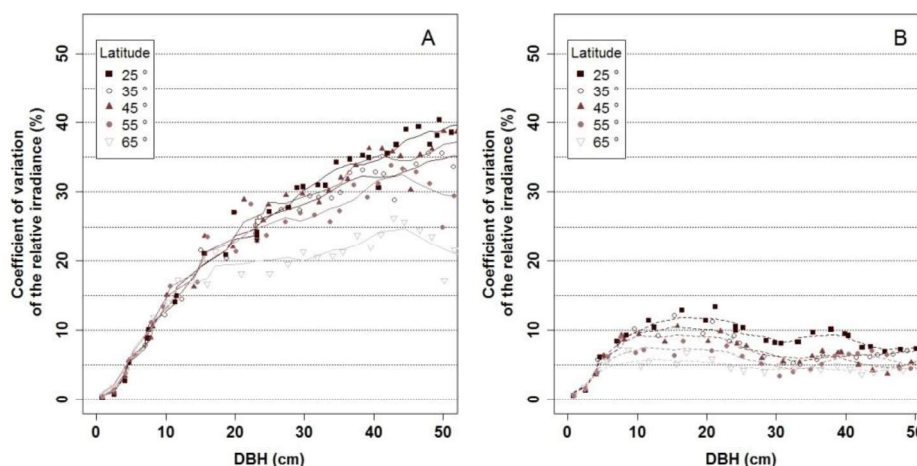 A
Latitude
25 °
35 °
45 °
55 °
65 °
50
40
30
20
10
0
Coefficient of variation
of the relative irradiance (%)
0 10 20 30 40 50
DBH (cm)
B
Latitude
25 °
35 °
45 °
55 °
65 °
50
40
30
20
10
0
Coefficient of variation
of the relative irradiance (%)
0 10 20 30 40 50
DBH (cm)